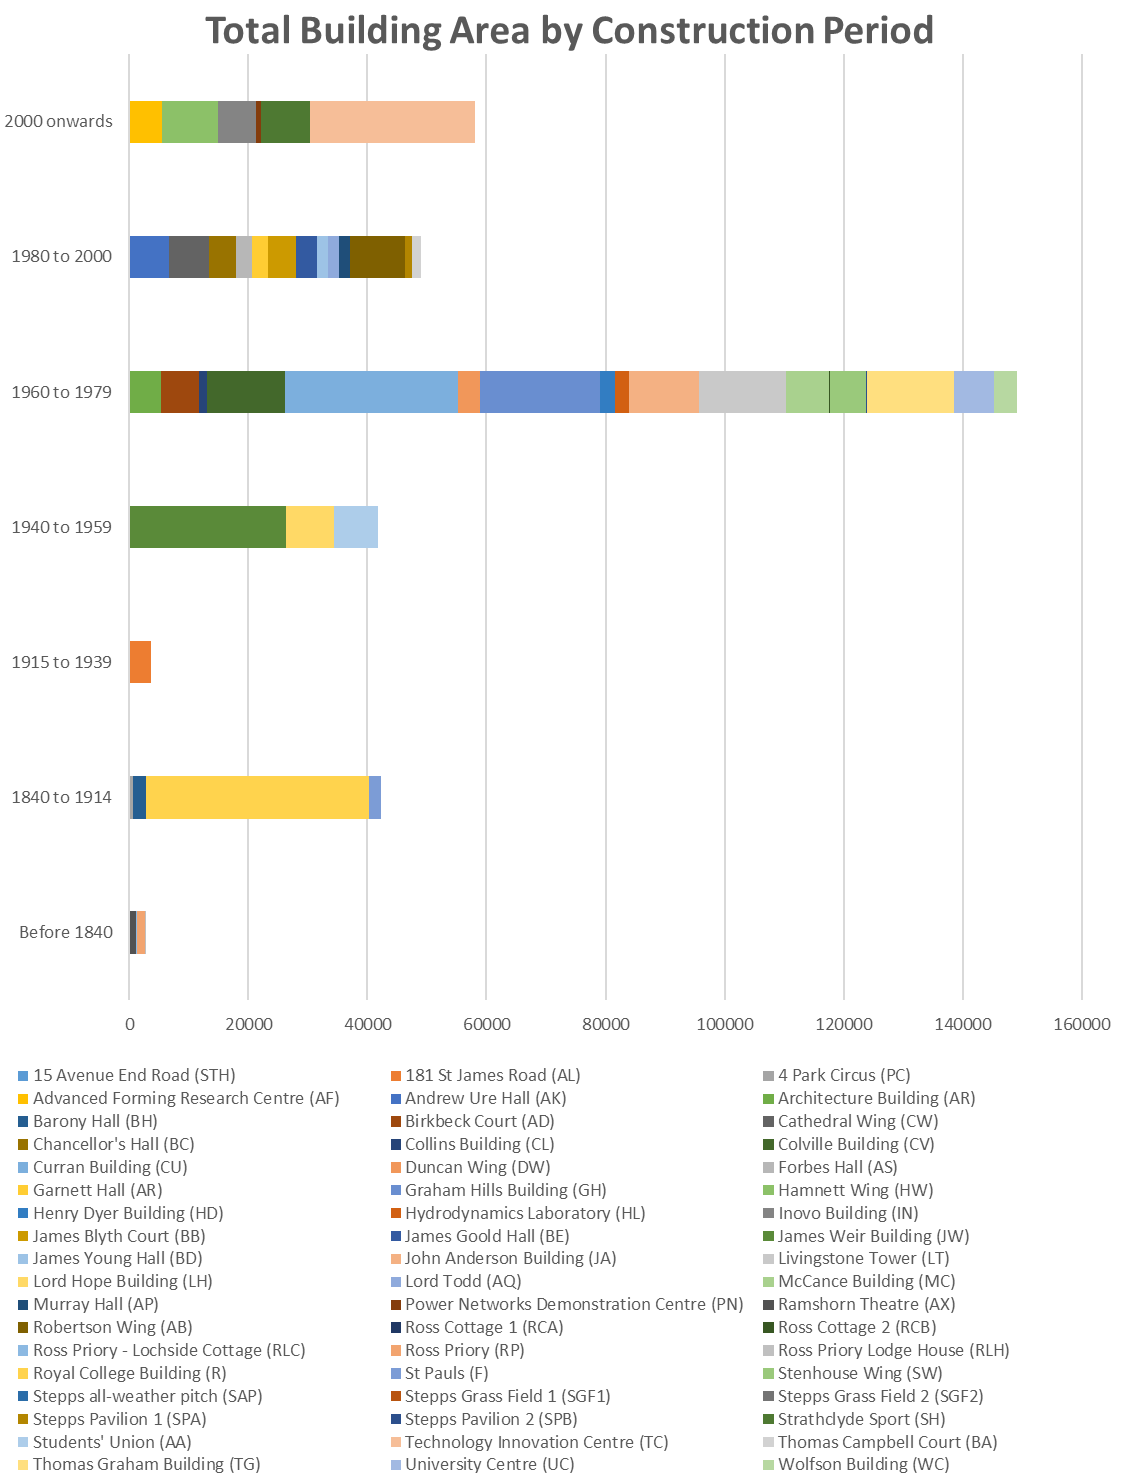 Total Building Area by Construction Period
2000 onwards
1980 to 2000
1960 to 1979
1940 to 1959
1915 to 1939
1840 to 1914
Before 1840
0 20000 40000 60000 80000 100000 120000 140000 160000
15 Avenue End Road (STH) 181 St James Road (AL) 4 Park Circus (PC)
Advanced Forming Research Centre (AF) Andrew Ure Hall (AK) Architecture Building (AR)
Barony Hall (BH) Birkbeck Court (AD) Cathedral Wing (CW)
Chancellor's Hall (BC) Collins Building (CL) Colville Building (CV)
Curran Building (CU) Duncan Wing (DW) Forbes Hall (AS)
Garnett Hall (AR) Graham Hills Building (GH) Hamnett Wing (HW)
Henry Dyer Building (HD) Hydrodynamics Laboratory (HL) Inovo Building (IN)
James Blyth Court (BB) James Goold Hall (BE) James Weir Building (JW)
James Young Hall (BD) John Anderson Building (JA) Livingstone Tower (LT)
Lord Hope Building (LH) Lord Todd (AQ) McCance Building (MC)
Murray Hall (AP) Power Networks Demonstration Centre (PN) Ramshorn Theatre (AX)
Robertson Wing (AB) Ross Cottage 1 (RCA) Ross Cottage 2 (RCB)
Ross Priory - Lochside Cottage (RLC) Ross Priory (RP) Ross Priory Lodge House (RLH)
Royal College Building (R) St Pauls (F) Stenhouse Wing (SW)
Stepps all-weather pitch (SAP) Stepps Grass Field 1 (SGF1) Stepps Grass Field 2 (SGF2)
Stepps Pavilion 1 (SPA) Stepps Pavilion 2 (SPB) Strathclyde Sport (SH)
Students' Union (AA) Technology Innovation Centre (TC) Thomas Campbell Court (BA)
Thomas Graham Building (TG) University Centre (UC) Wolfson Building (WC)